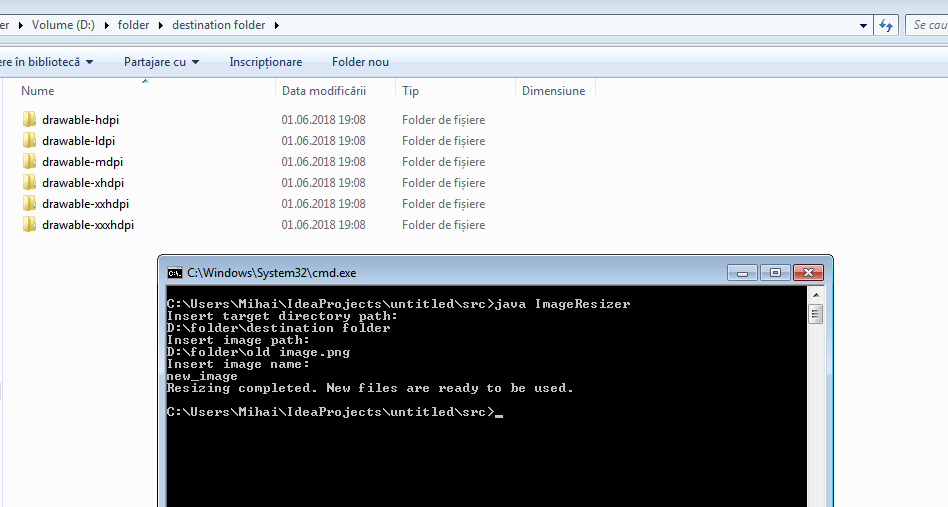 er ▸ Volume (D:) ▸ folder ▸ destination folder ▸ Se cau
ere în bibliotecă Partajare cu Inscripționare Folder nou
Nume Data modificării Tip Dimensiune
drawable-hdpi 01.06.2018 19:08 Folder de fișiere
drawable-ldpi 01.06.2018 19:08 Folder de fișiere
drawable-mdpi 01.06.2018 19:08 Folder de fișiere
drawable-xhdpi 01.06.2018 19:08 Folder de fișiere
drawable-xxhdpi 01.06.2018 19:08 Folder de fișiere
drawable-xxxhdpi 01.06.2018 19:08 Folder de fișiere
C:\Windows\System32\cmd.exe
C:\Users\Mihai\IdeaProjects\untitled\src>java ImageResizer
Insert target directory path:
D:\folder\destination folder
Insert image path:
D:\folder\old image.png
Insert image name:
new_image
Resizing completed. New files are ready to be used.
C:\Users\Mihai\IdeaProjects\untitled\src>_